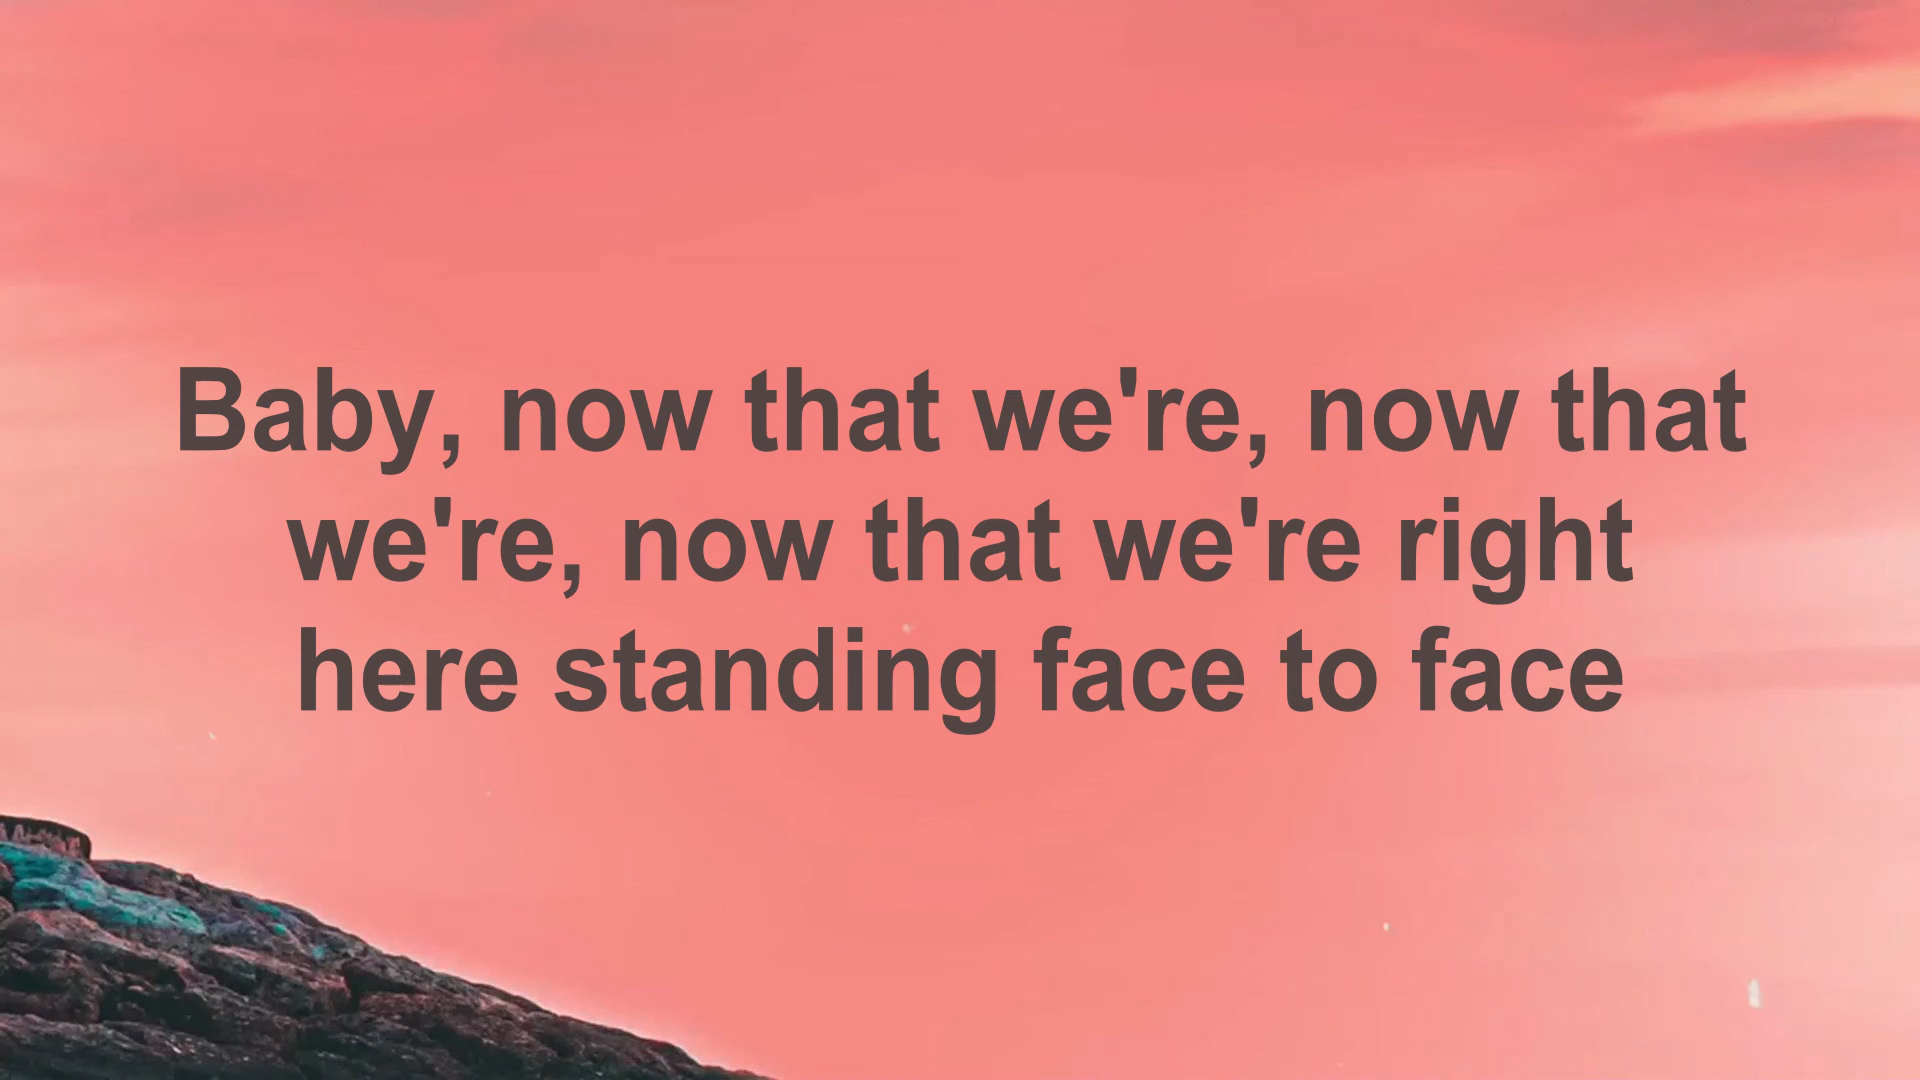 Baby, now that we're, now that
we're, now that we're right
here standing face to face